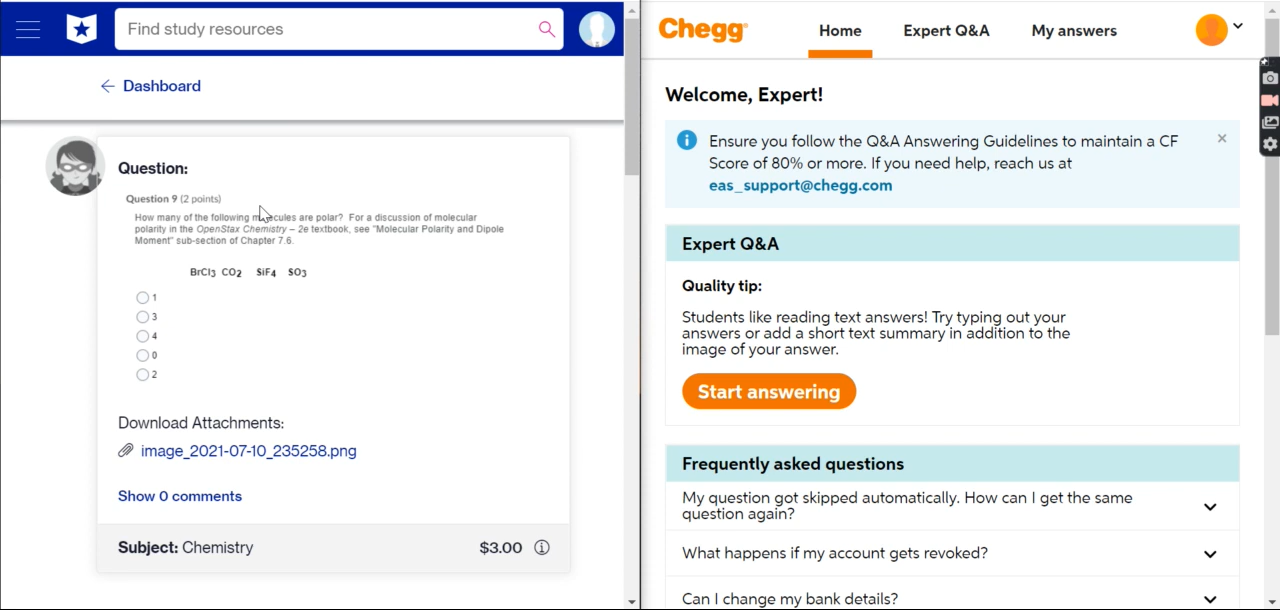 Find study resources
Dashboard
Question:
Question 9 (2 points)
How many of the following molecules are polar? For a discussion of molecular
polarity in the OpenStax Chemistry – 2e textbook, see "Molecular Polarity and Dipole
Moment" sub-section of Chapter 7.6.
BrCl3 CO2 SiF4 SO3
1
3
4
0
2
Download Attachments:
image_2021-07-10_235258.png
Show 0 comments
Subject: Chemistry $3.00
Chegg
Home Expert Q&A My answers
Welcome, Expert!
Ensure you follow the Q&A Answering Guidelines to maintain a CF
Score of 80% or more. If you need help, reach us at
eas_support@chegg.com
Expert Q&A
Quality tip:
Students like reading text answers! Try typing out your
answers or add a short text summary in addition to the
image of your answer.
Start answering
Frequently asked questions
My question got skipped automatically. How can I get the same
question again?
What happens if my account gets revoked?
Can I change my bank details?